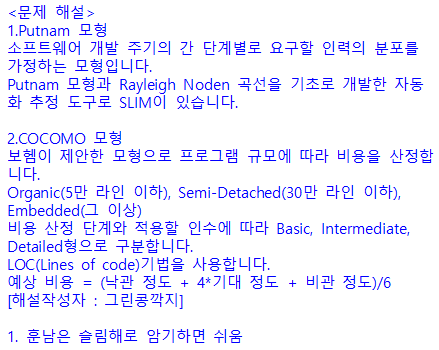 <문제 해설>
1.Putnam 모형
소프트웨어 개발 주기의 간 단계별로 요구할 인력의 분포를
가정하는 모형입니다.
Putnam 모형과 Rayleigh Noden 곡선을 기초로 개발한 자동
화 추정 도구로 SLIM이 있습니다.
2.COCOMO 모형
보헴이 제안한 모형으로 프로그램 규모에 따라 비용을 산정합
니다.
Organic(5만 라인 이하), Semi-Detached(30만 라인 이하),
Embedded(그 이상)
비용 산정 단계와 적용할 인수에 따라 Basic, Intermediate,
Detailed형으로 구분합니다.
LOC(Lines of code)기법을 사용합니다.
예상 비용 = (낙관 정도 + 4*기대 정도 + 비관 정도)/6
[해설작성자 : 그린콩깍지]
1. 훈남은 슬림해로 암기하면 쉬움